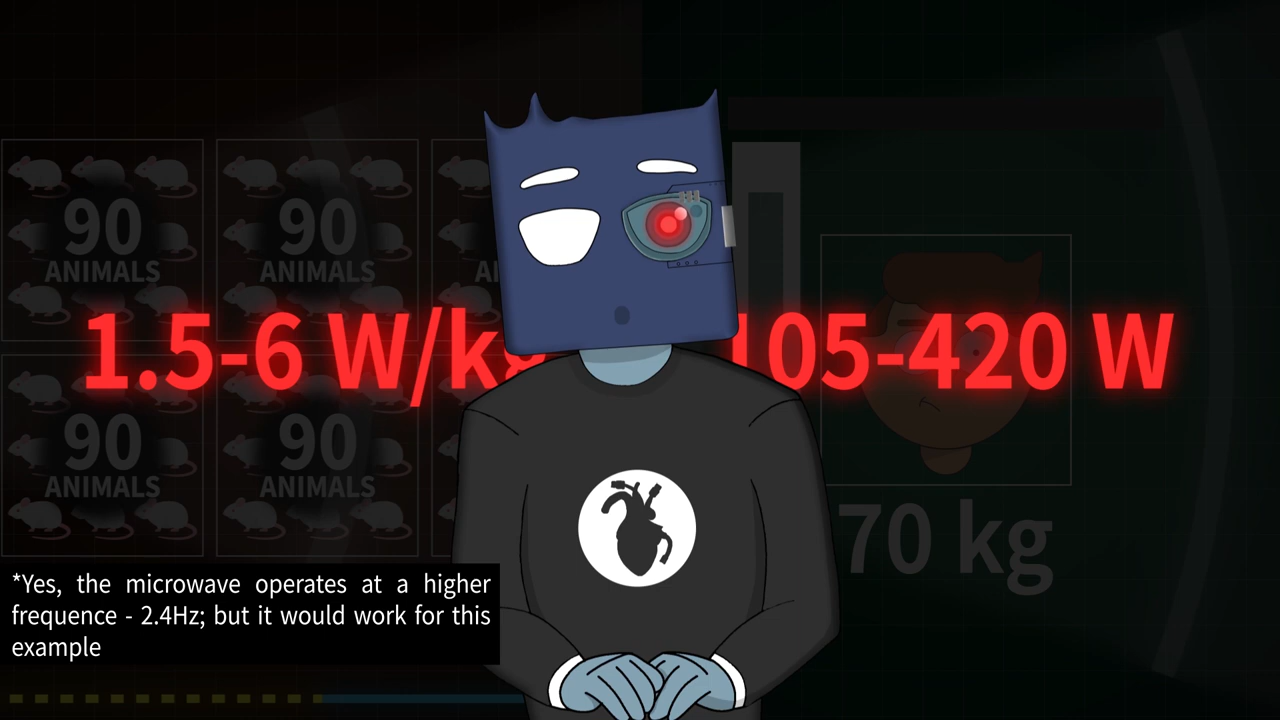 90
ANIMALS
90
ANIMALS
1.5-6 W/kg
105-420 W
90
ANIMALS
90
ANIMALS
70 kg
*Yes, the microwave operates at a higher
frequence - 2.4Hz; but it would work for this
example